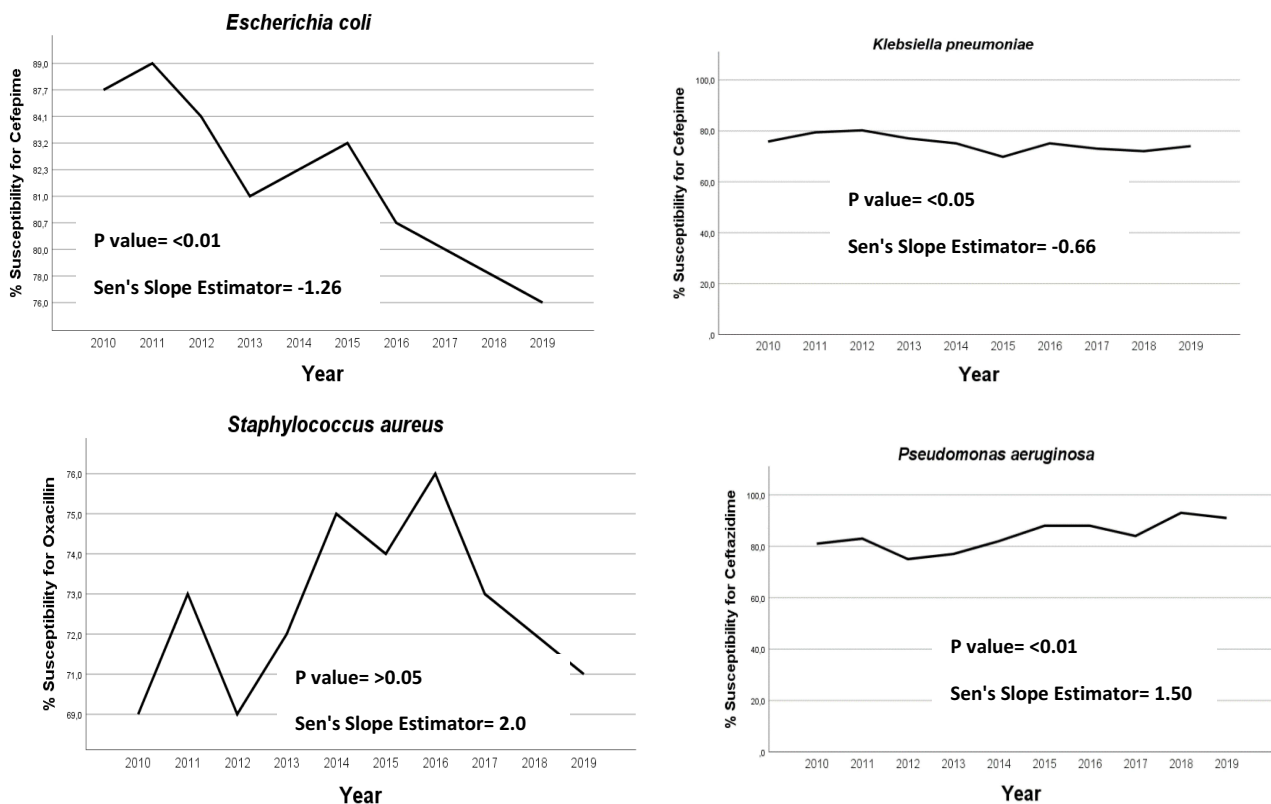 Escherichia coli
% Susceptibility for Cefepime
89,0
87,7
84,1
83,2
82,3
81,0
80,7
80,0
78,0
76,0
P value= <0.01
Sen's Slope Estimator= -1.26
2010 2011 2012 2013 2014 2015 2016 2017 2018 2019
Year
Klebsiella pneumoniae
% Susceptibility for Cefepime
100,0
80,0
60,0
40,0
20,0
,0
P value= <0.05
Sen's Slope Estimator= -0.66
2010 2011 2012 2013 2014 2015 2016 2017 2018 2019
Year
Staphylococcus aureus
% Susceptibility for Oxacillin
76,0
75,0
74,0
73,0
72,0
71,0
69,0
P value= >0.05
Sen's Slope Estimator= 2.0
2010 2011 2012 2013 2014 2015 2016 2017 2018 2019
Year
Pseudomonas aeruginosa
% Susceptibility for Ceftazidime
100,0
80,0
60,0
40,0
20,0
,0
P value= <0.01
Sen's Slope Estimator= 1.50
2010 2011 2012 2013 2014 2015 2016 2017 2018 2019
Year